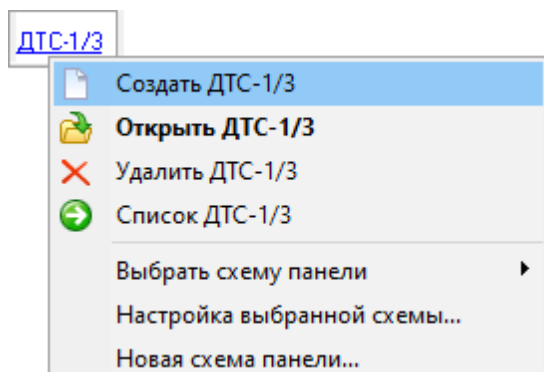 ДТС-1/3
Создать ДТС-1/3
Открыть ДТС-1/3
Удалить ДТС-1/3
Список ДТС-1/3
Выбрать схему панели
Настройка выбранной схемы...
Новая схема панели...